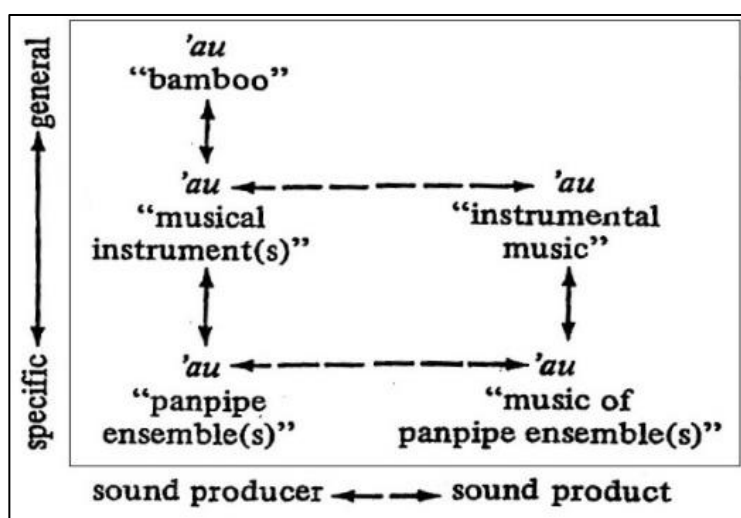 general
specific
'au
“bamboo”
'au
“musical
instrument(s)”
'au
“instrumental
music”
'au
“panpipe
ensemble(s)”
'au
“music of
panpipe ensemble(s)”
sound producer
sound product